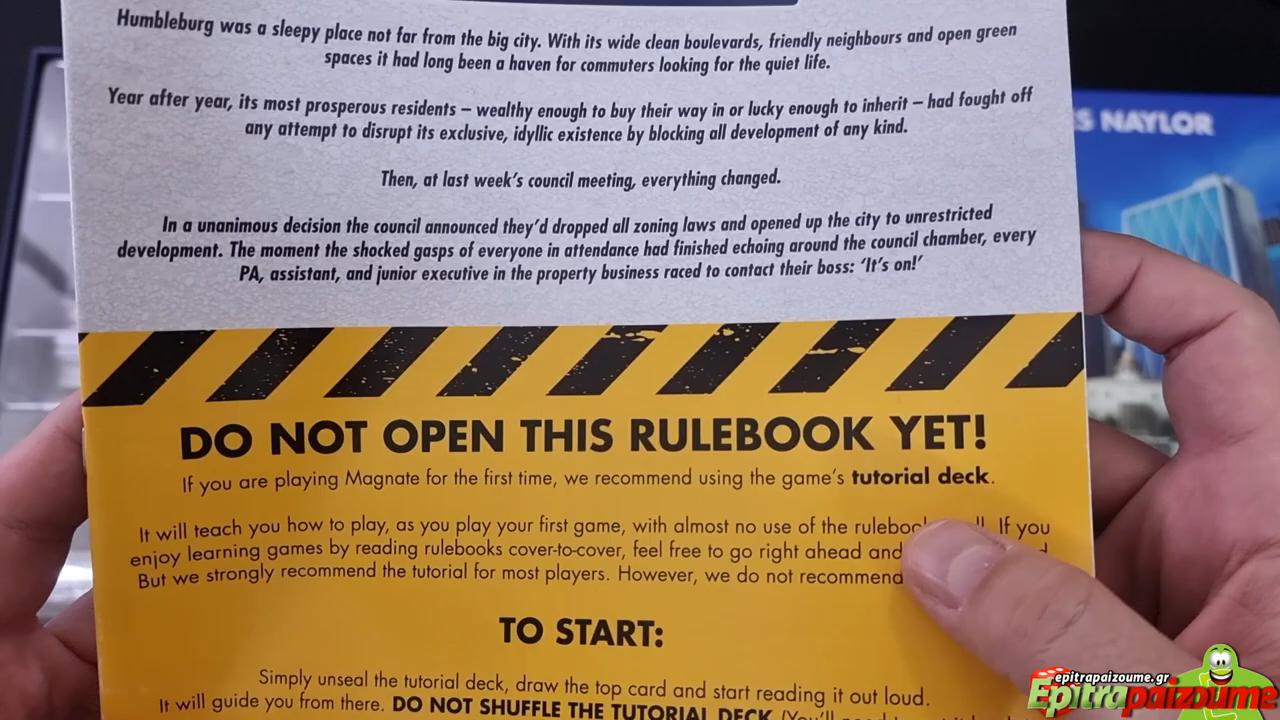 Humbleburg was a sleepy place not far from the big city. With its wide clean boulevards, friendly neighbours and open green
spaces it had long been a haven for commuters looking for the quiet life.
Year after year, its most prosperous residents – wealthy enough to buy their way in or lucky enough to inherit – had fought off
any attempt to disrupt its exclusive, idyllic existence by blocking all development of any kind.
Then, at last week's council meeting, everything changed.
In a unanimous decision the council announced they'd dropped all zoning laws and opened up the city to unrestricted
development. The moment the shocked gasps of everyone in attendance had finished echoing around the council chamber, every
PA, assistant, and junior executive in the property business raced to contact their boss: 'It's on!'
S NAYLOR
DO NOT OPEN THIS RULEBOOK YET!
If you are playing Magnate for the first time, we recommend using the game's tutorial deck.
It will teach you how to play, as you play your first game, with almost no use of the If you
enjoy learning games by reading rulebooks cover-to-cover, feel free to go right ahead and
But we strongly recommend the tutorial for most players. However, we do not recommend
TO START:
Simply unseal the tutorial deck, draw the top card and start reading it out loud.
It will guide you from there. DO NOT SHUFFLE THE TUTORIAL DECK
epitrapaizoume.gr
Epitrapaizoume